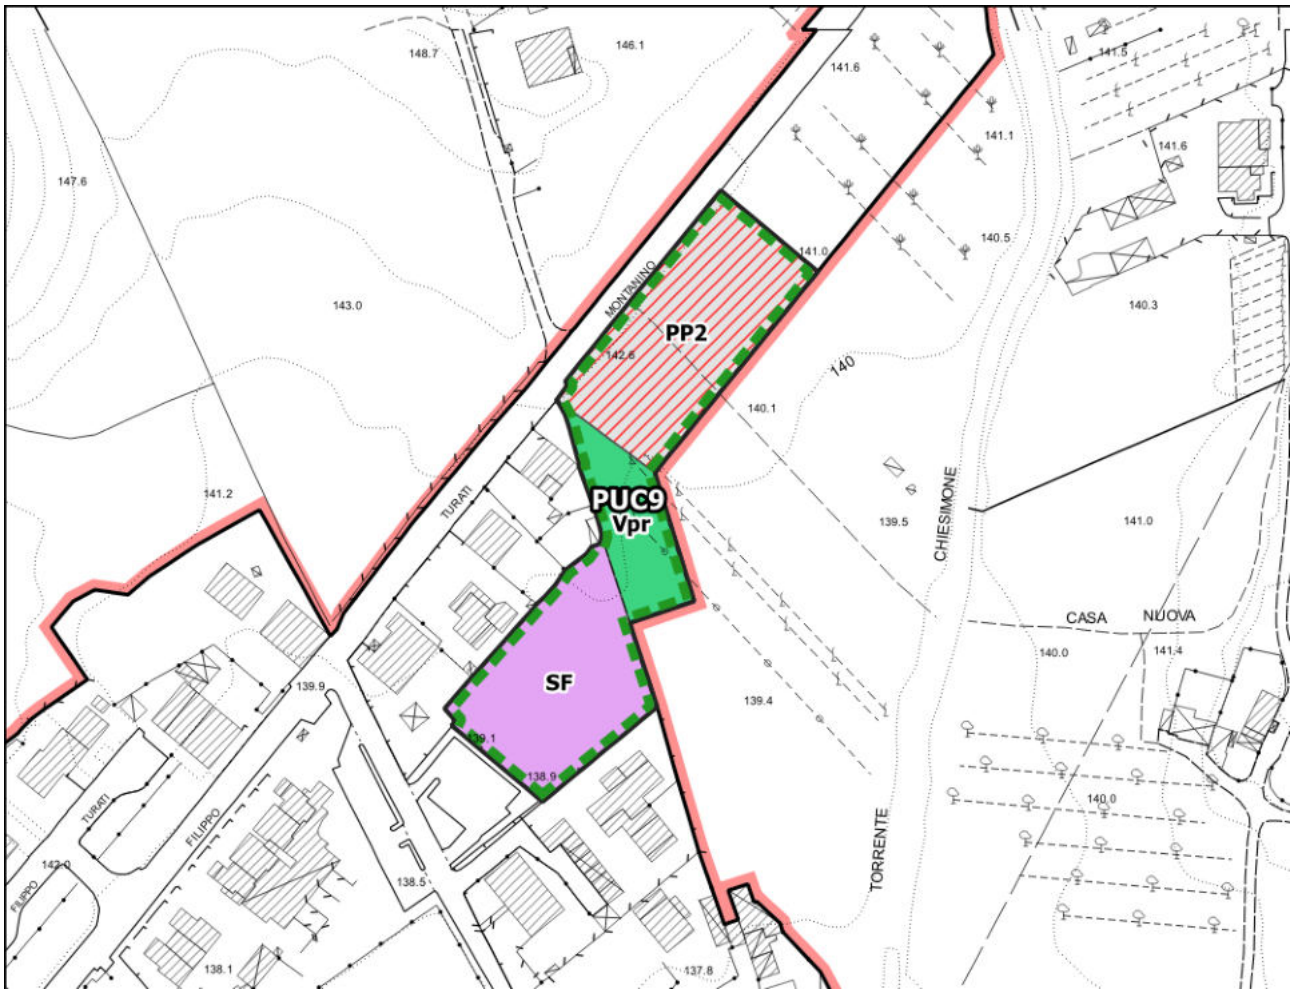 148.7
146.1
141.6
141.5
141.1
141.6
147.6
140.5
141.0
MONTANINO
143.0
140.3
PP2
142.6
140
140.1
141.2
TURATI
PUC9
Vpr
139.5
CHIESIMONE
141.0
CASA NUOVA
140.0
141.4
SF
139.9
139.4
139.1
138.9
140.0
TURATI
FILIPPO
TORRENTE
142.0
FILIPPO
138.5
138.1
137.8